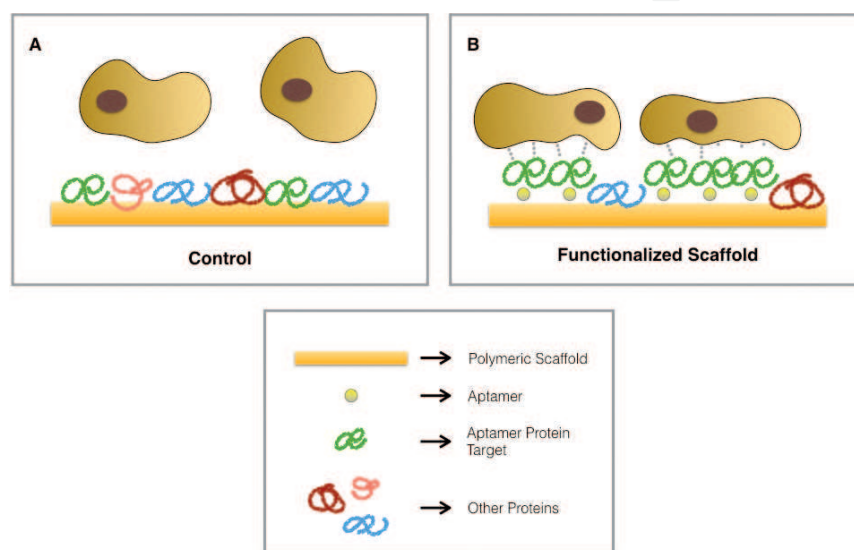 A
B
Control
Functionalized Scaffold
Polymeric Scaffold
Aptamer
Aptamer Protein
Target
Other Proteins